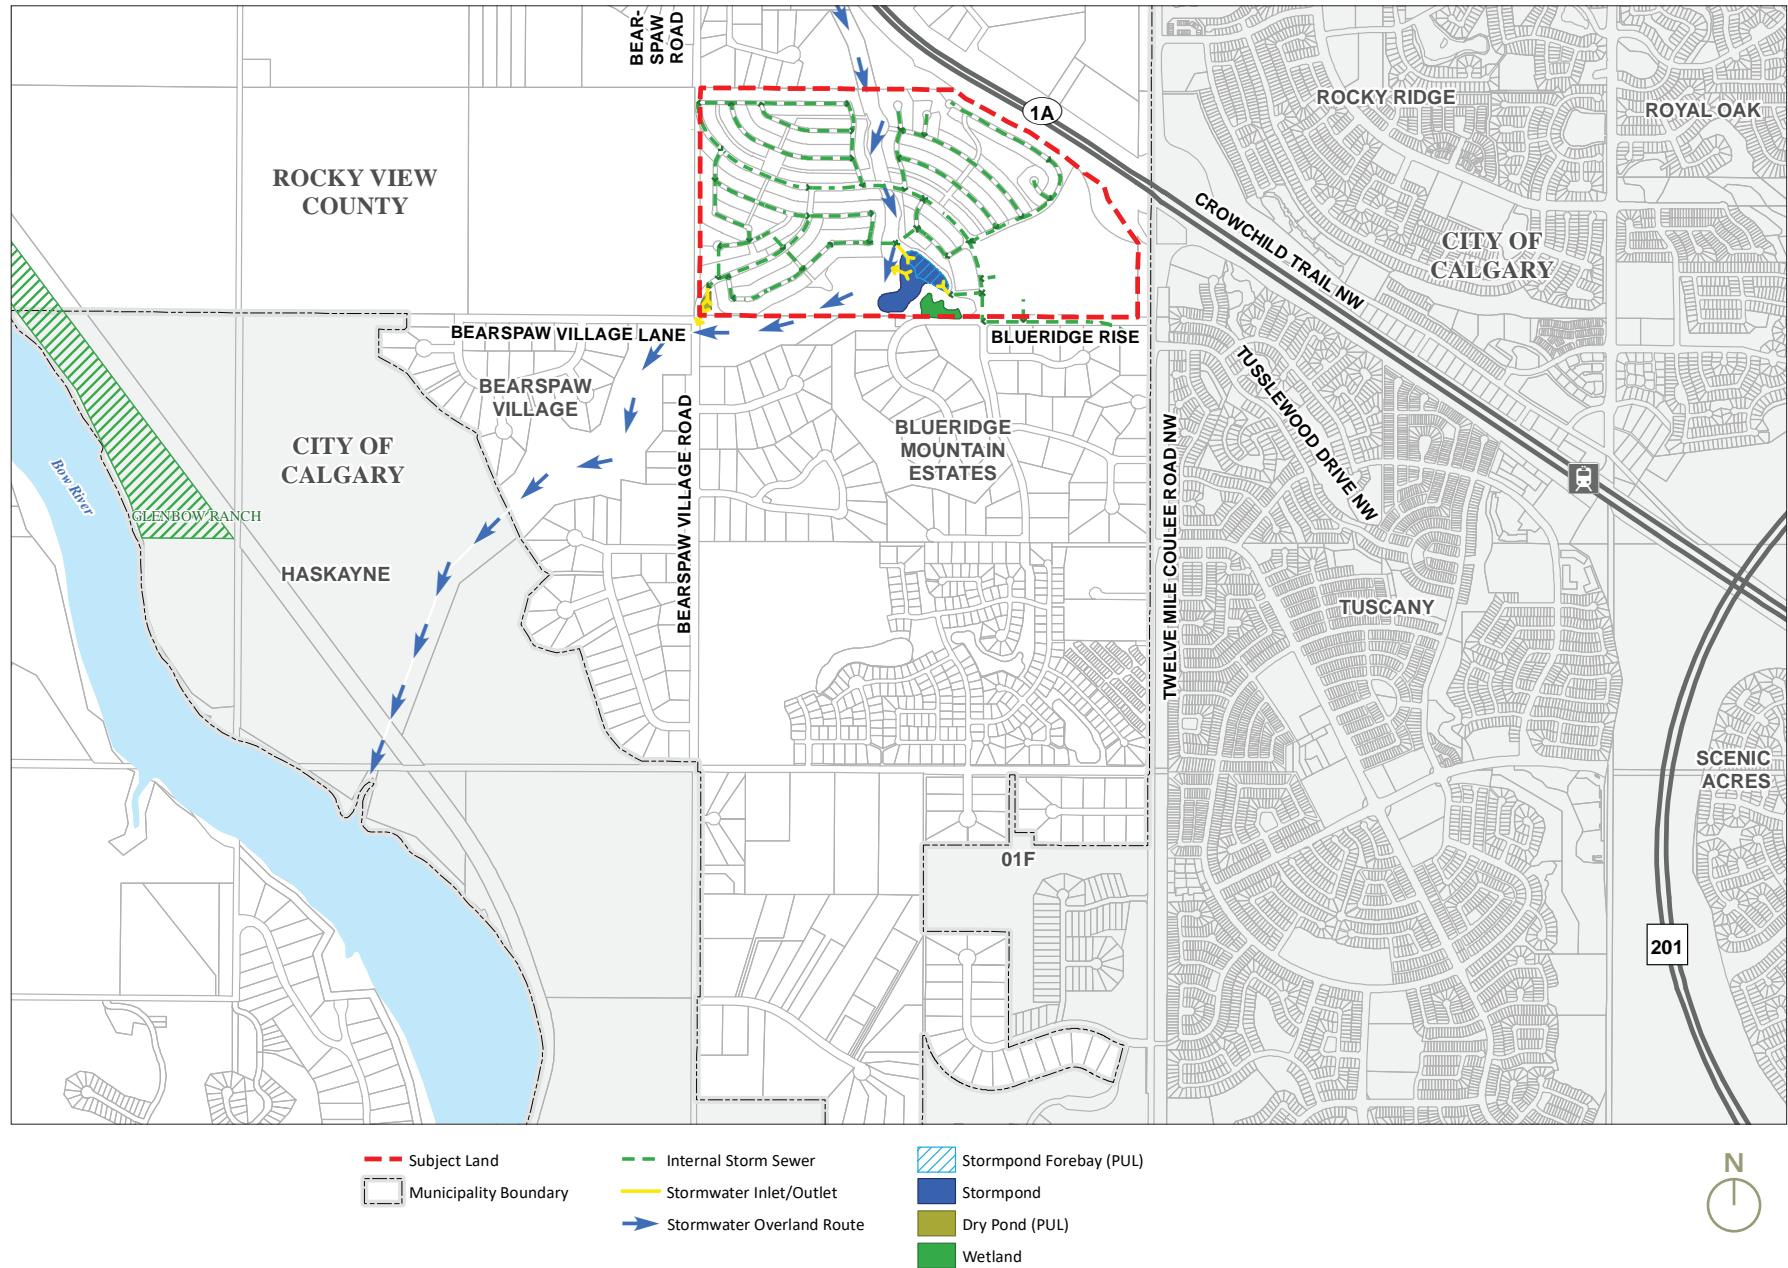 BEAR-
SPAW
ROAD
1A
ROCKY RIDGE
ROYAL OAK
ROCKY VIEW
COUNTY
CROWCHILD TRAIL NW
CITY OF
CALGARY
BEARSPAW VILLAGE LANE
BLUERIDGE RISE
BEARSPAW
VILLAGE
TUSSLEWOOD DRIVE NW
BEARSPAW VILLAGE ROAD
BLUERIDGE
MOUNTAIN
ESTATES
TWELVE MILE COULEE ROAD NW
CITY OF
CALGARY
Bow River
GLENBOW RANCH
HASKAYNE
TUSCANY
SCENIC
ACRES
01F
201
Subject Land
Municipality Boundary
Internal Storm Sewer
Stormwater Inlet/Outlet
Stormwater Overland Route
Stormpond Forebay (PUL)
Stormpond
Dry Pond (PUL)
Wetland
N